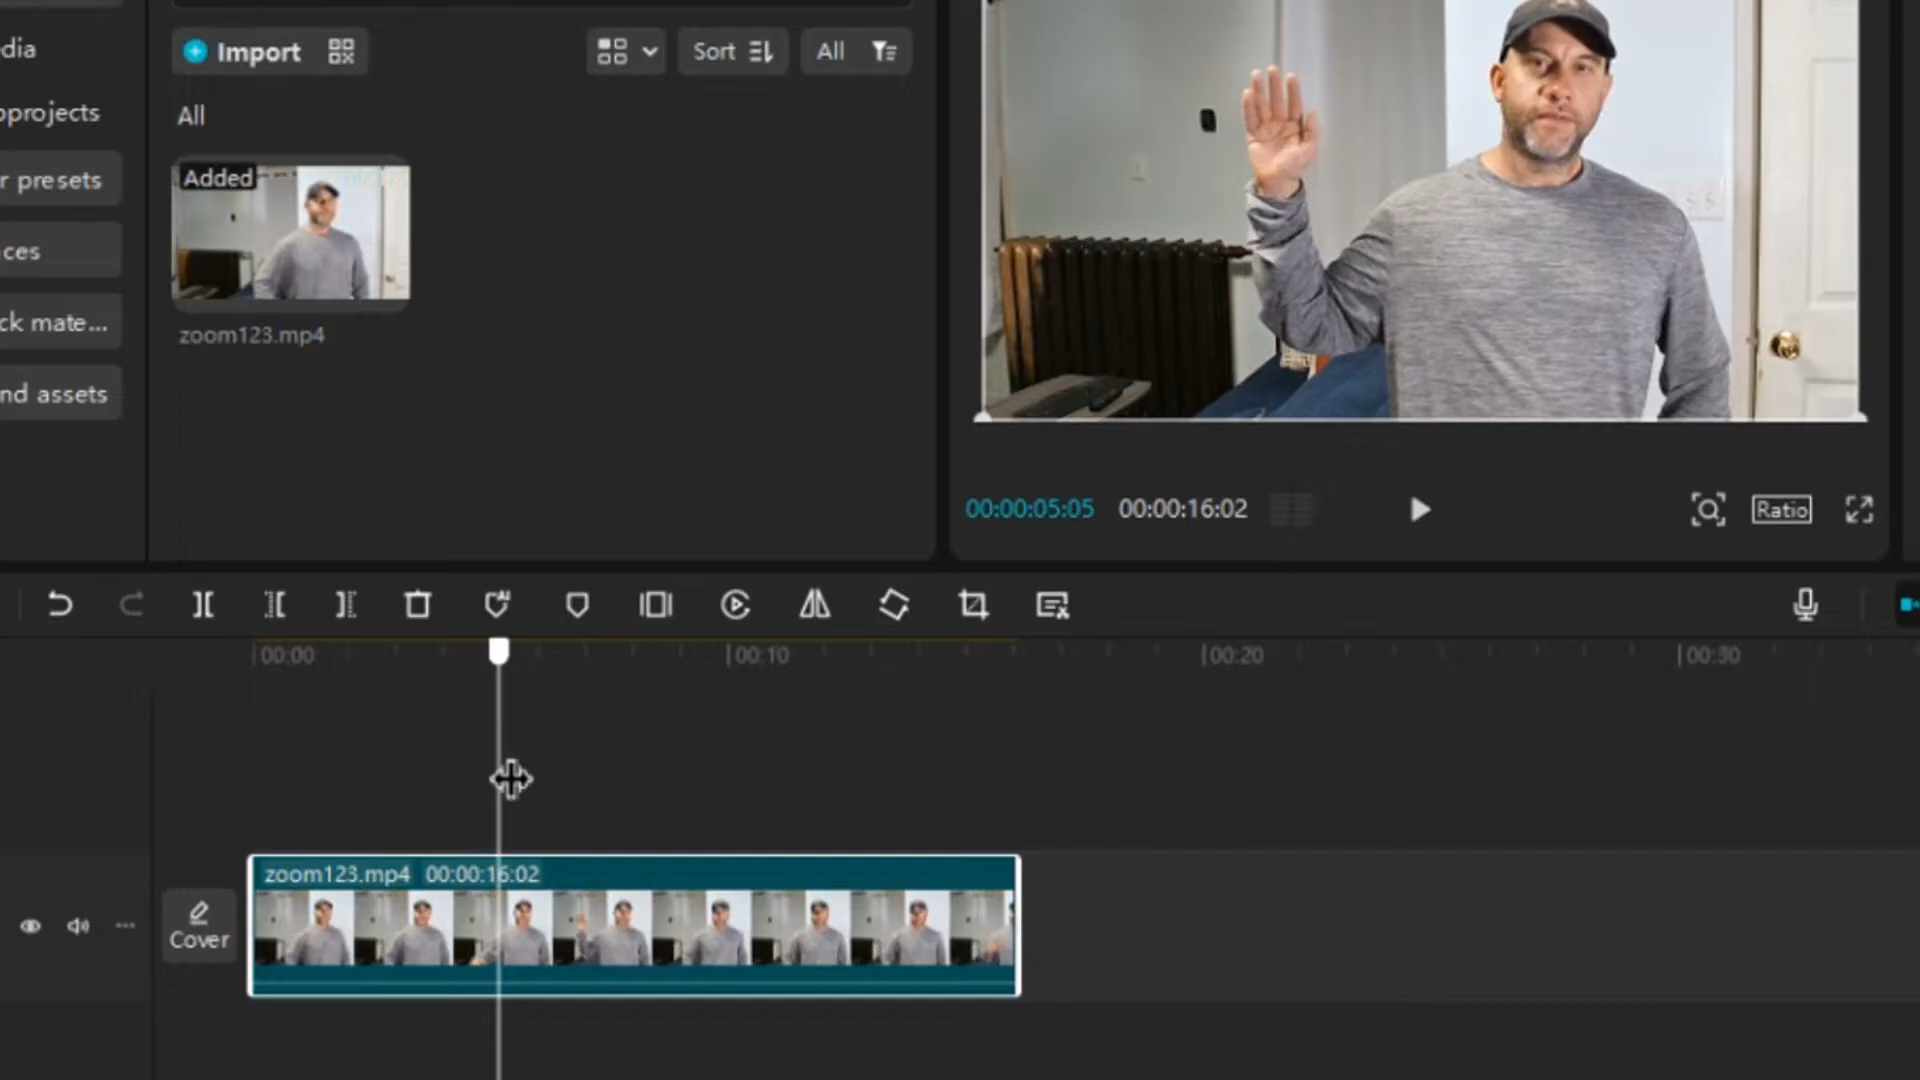 dia
Import
Sort
All
pprojects
All
r presets
Added
ces
ck mate...
zoom123.mp4
nd assets
00:00:05:05
00:00:16:02
Ratio
00:00
00:10
00:20
00:30
zoom123.mp4 00:00:16:02
Cover